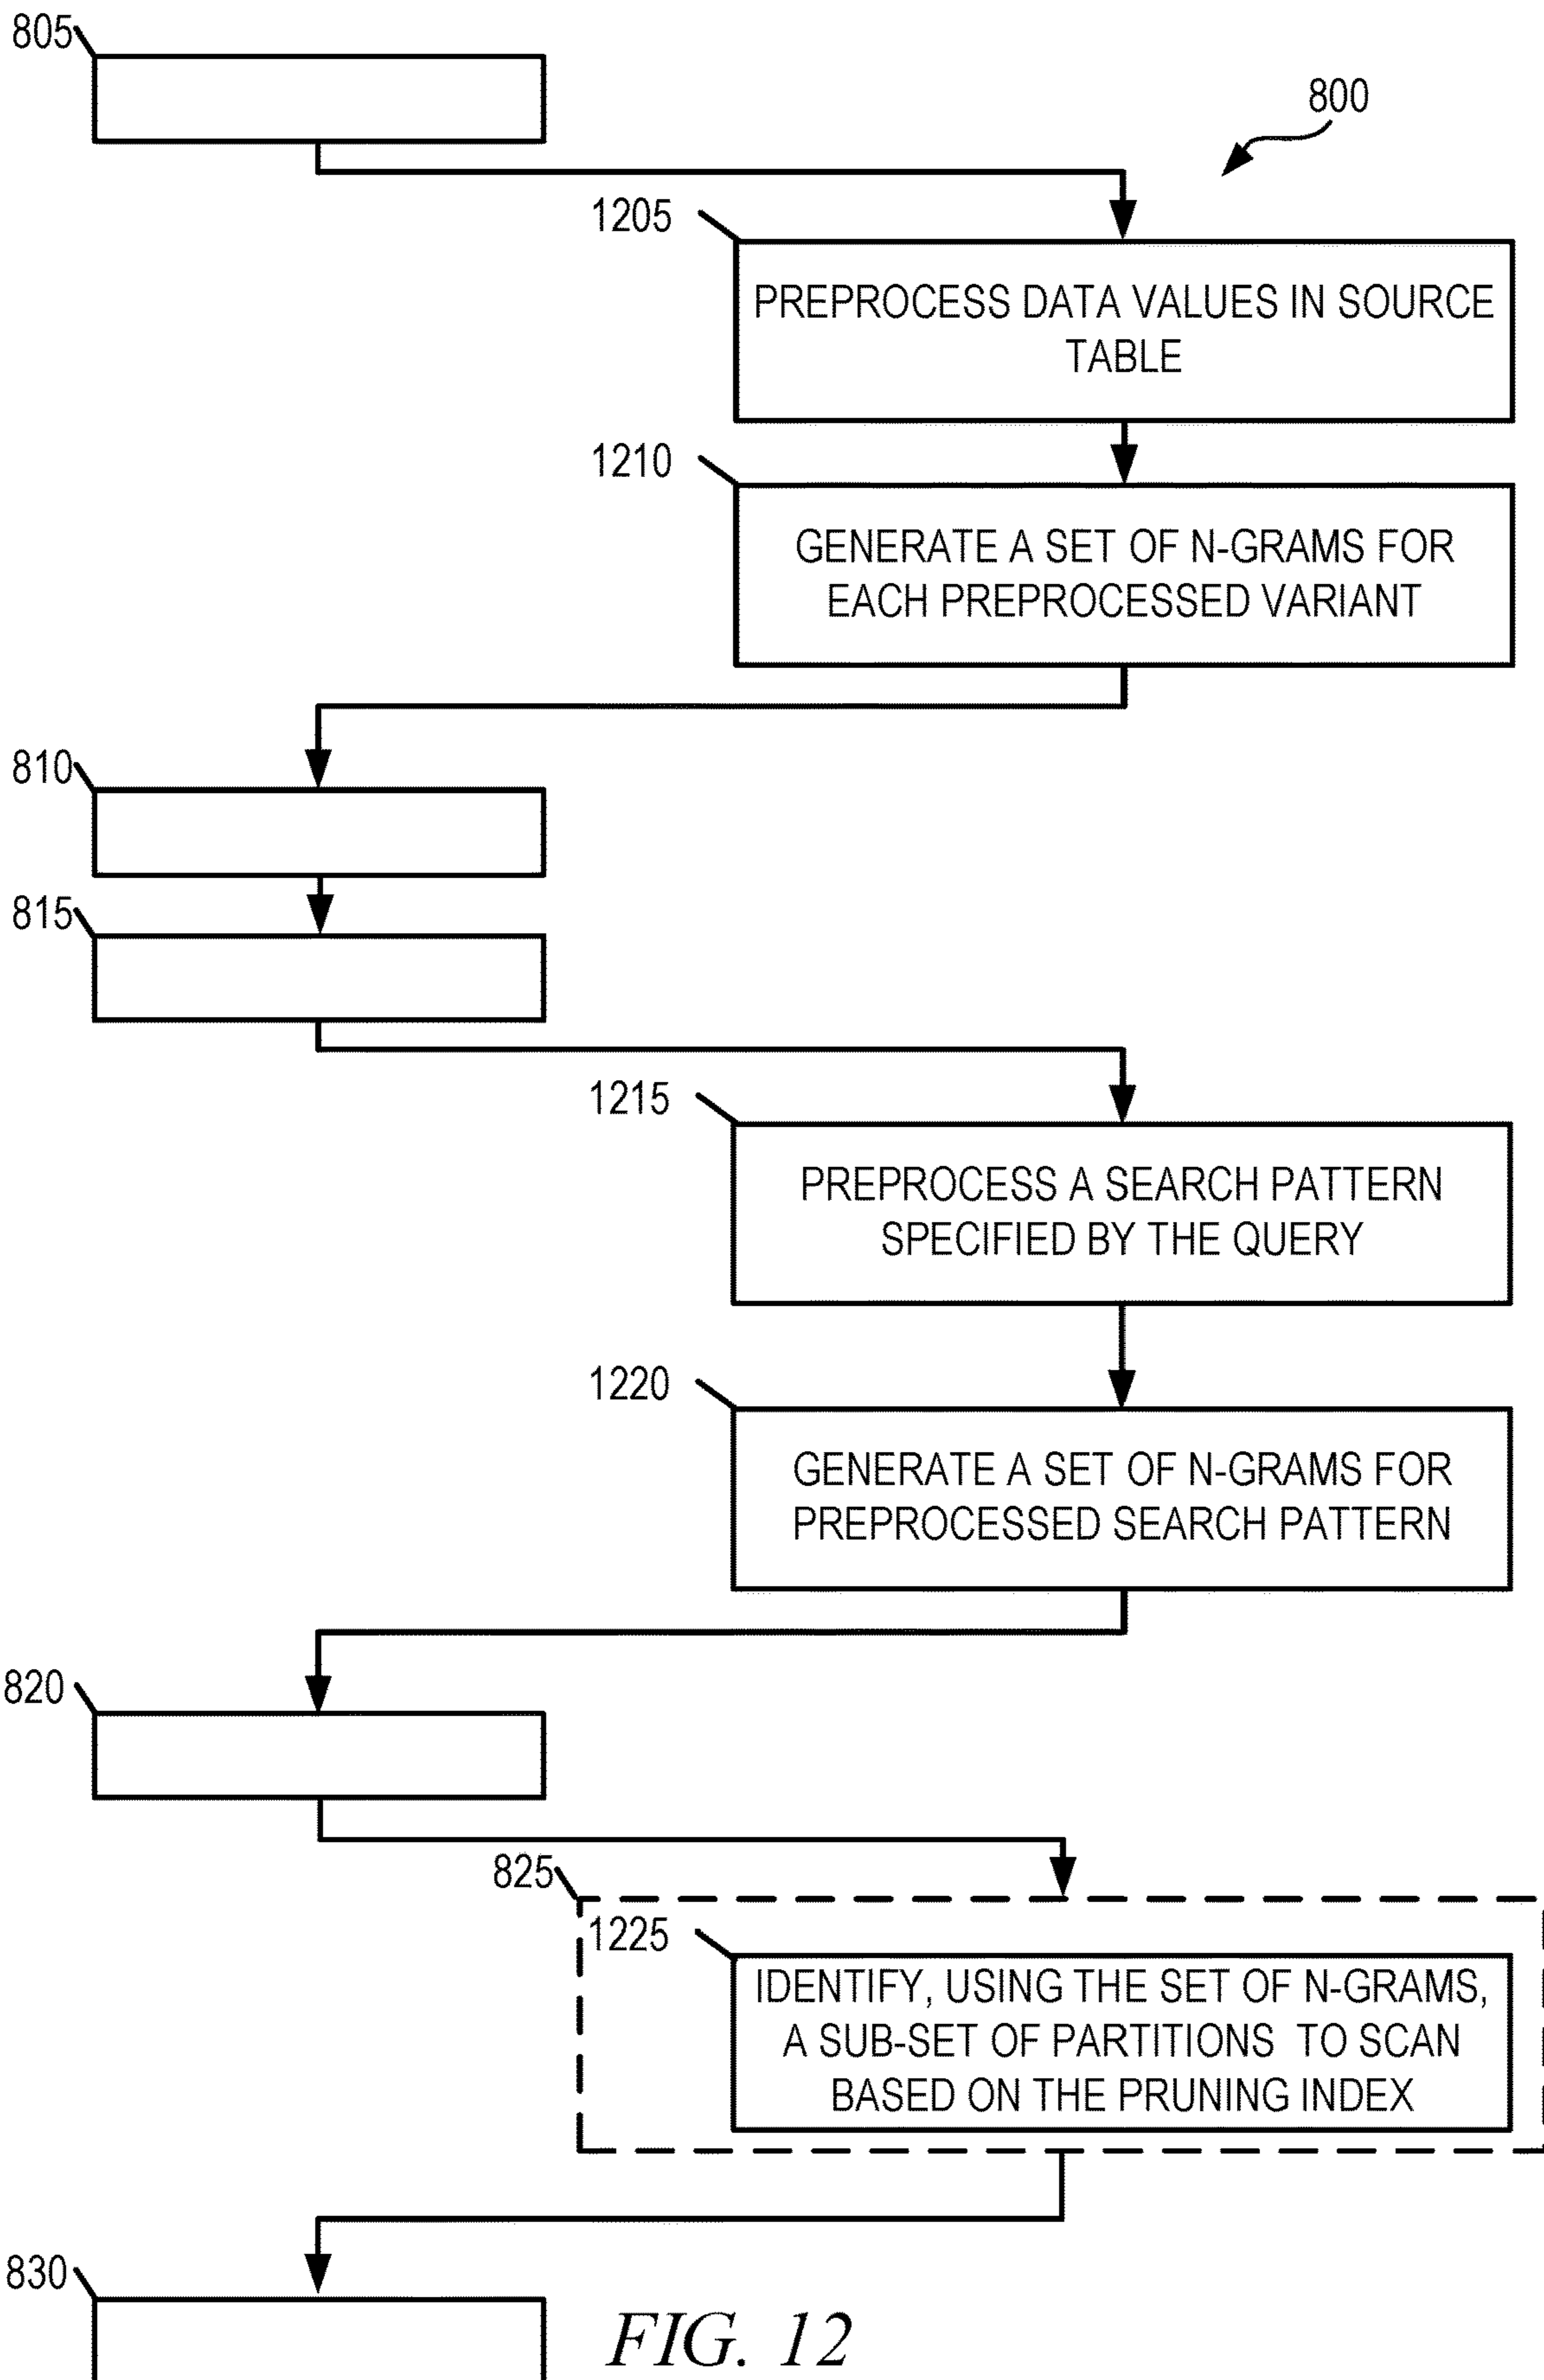 805
800
1205
PREPROCESS DATA VALUES IN SOURCE
TABLE
1210
GENERATE A SET OF N-GRAMS FOR
EACH PREPROCESSED VARIANT
810
815
1215
PREPROCESS A SEARCH PATTERN
SPECIFIED BY THE QUERY
1220
GENERATE A SET OF N-GRAMS FOR
PREPROCESSED SEARCH PATTERN
820
825
1225
IDENTIFY, USING THE SET OF N-GRAMS,
A SUB-SET OF PARTITIONS TO SCAN
BASED ON THE PRUNING INDEX
830
FIG. 12